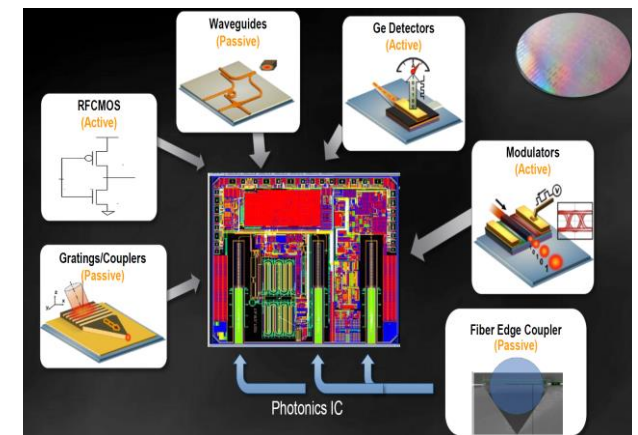 Waveguides
(Passive)
Ge Detectors
(Active)
RFCMOS
(Active)
Modulators
(Active)
Gratings/Couplers
(Passive)
Fiber Edge Coupler
(Passive)
Photonics IC